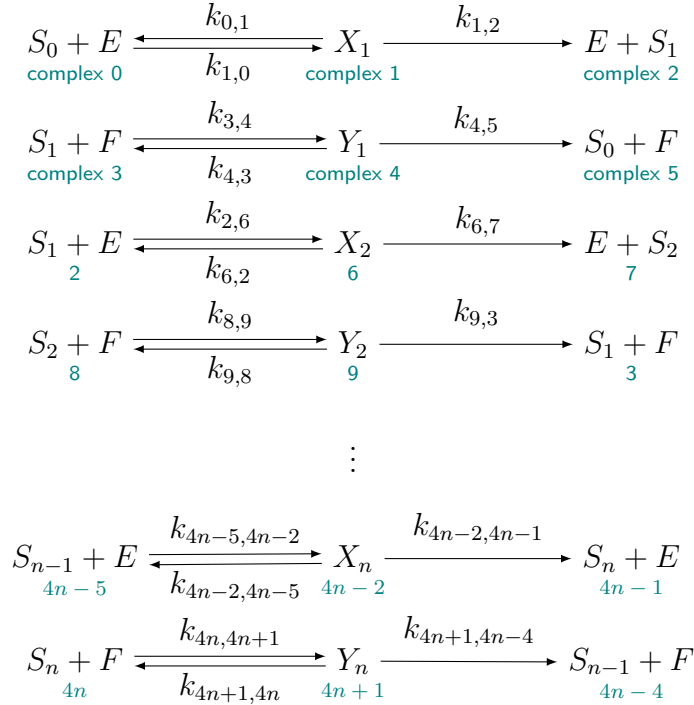 k_{0,1} k_{1,2}
S_0 + E X_1 E + S_1
complex 0 k_{1,0} complex 1 complex 2
k_{3,4} k_{4,5}
S_1 + F Y_1 S_0 + F
complex 3 k_{4,3} complex 4 complex 5
k_{2,6} k_{6,7}
S_1 + E X_2 E + S_2
2 k_{6,2} 6 7
k_{8,9} k_{9,3}
S_2 + F Y_2 S_1 + F
8 k_{9,8} 9 3
⋮
k_{4n−5,4n−2} k_{4n−2,4n−1}
S_{n−1} + E X_n S_n + E
4n − 5 k_{4n−2,4n−5} 4n − 2 4n − 1
k_{4n,4n+1} k_{4n+1,4n−4}
S_n + F Y_n S_{n−1} + F
4n k_{4n+1,4n} 4n + 1 4n − 4